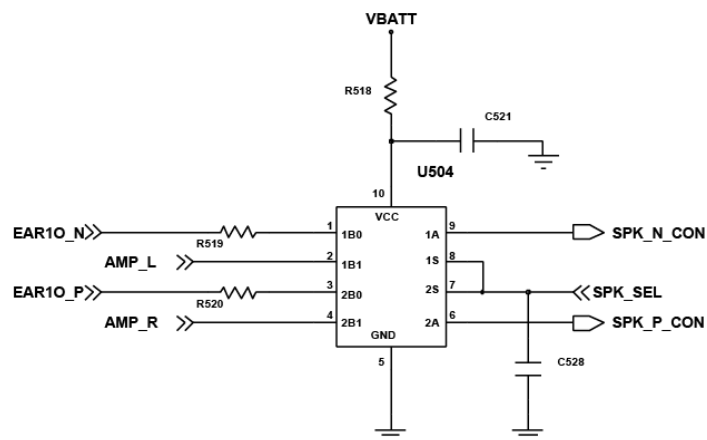 VBATT
R518
C521
U504
10
VCC
EAR1O_N
R519
1
1B0
1A
9
SPK_N_CON
AMP_L
2
1B1
1S
8
EAR1O_P
R520
3
2B0
2S
7
SPK_SEL
AMP_R
4
2B1
2A
6
SPK_P_CON
GND
5
C528